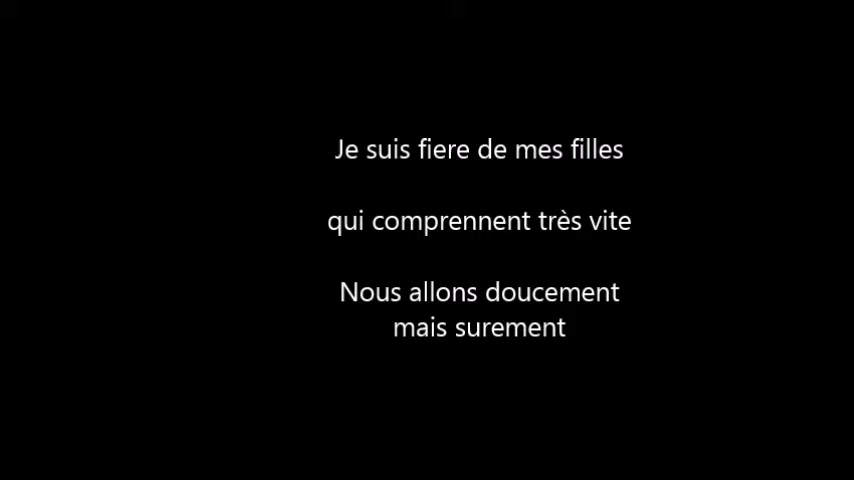 Je suis fiere de mes filles
qui comprennent très vite
Nous allons doucement
mais surement